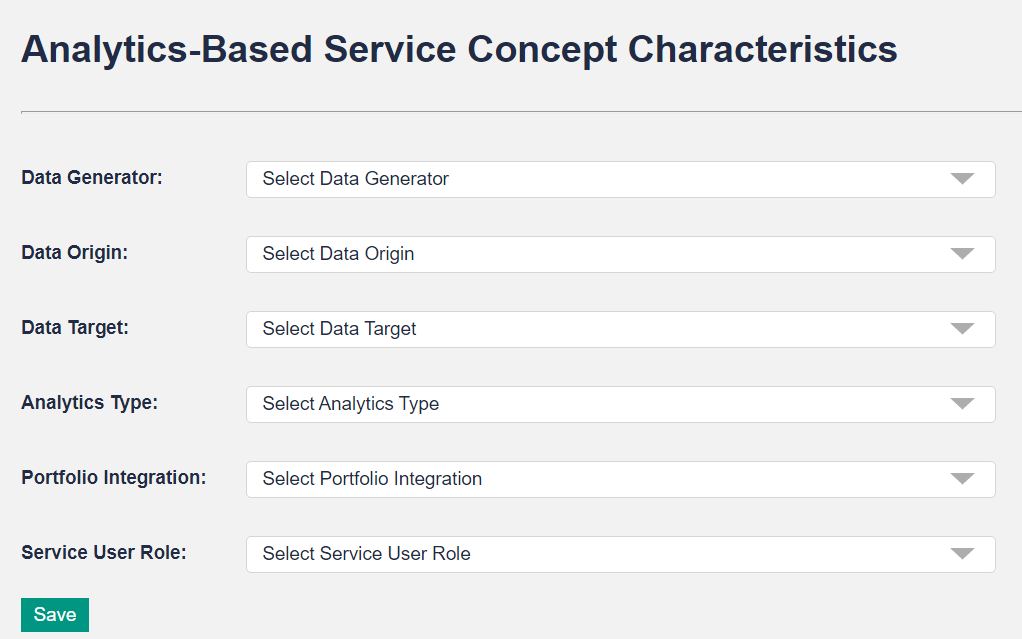 Analytics-Based Service Concept Characteristics
Data Generator: Select Data Generator
Data Origin: Select Data Origin
Data Target: Select Data Target
Analytics Type: Select Analytics Type
Portfolio Integration: Select Portfolio Integration
Service User Role: Select Service User Role
Save